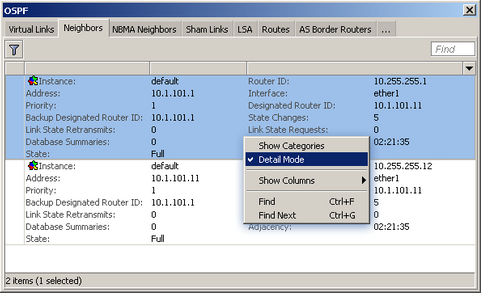 OSPF
Virtual Links Neighbors NBMA Neighbors Sham Links LSA Routes AS Border Routers ...
Find
Instance: default Router ID: 10.255.255.1
Address: 10.1.101.1 Interface: ether1
Priority: 1 Designated Router ID: 10.1.101.11
Backup Designated Router ID: 10.1.101.1 State Changes: 5
Link State Retransmits: 0 Link State Requests: 0
Database Summaries: 0 02:21:35
State: Full
Instance: default 10.255.255.12
Address: 10.1.101.11 ether1
Priority: 1 10.1.101.11
Backup Designated Router ID: 10.1.101.1 5
Link State Retransmits: 0 0
Database Summaries: 0 Adjacency: 02:21:35
State: Full
Show Categories
Detail Mode
Show Columns
Find Ctrl+F
Find Next Ctrl+G
2 items (1 selected)